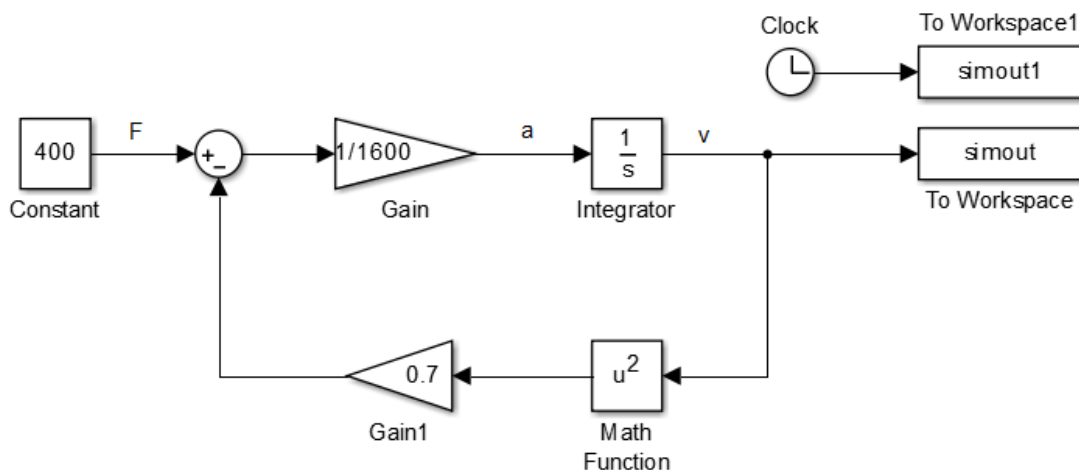 Clock
To Workspace1
simout1
F
a
v
400
+
−
1/1600
1
s
simout
Constant
Gain
Integrator
To Workspace
0.7
u²
Gain1
Math
Function